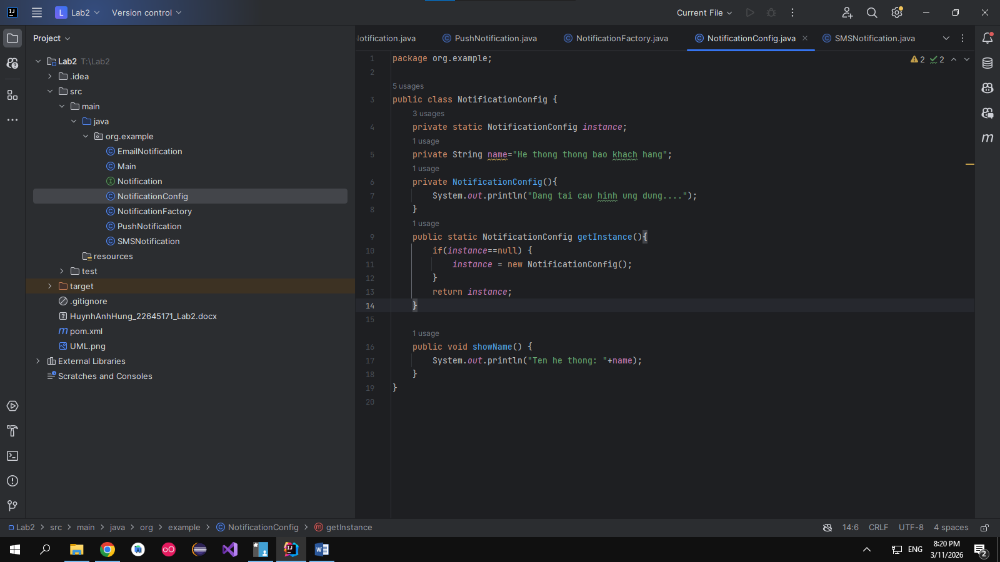 L Lab2 Version control Current File
Project
otification.java PushNotification.java NotificationFactory.java NotificationConfig.java SMSNotification.java
Lab2 T:\Lab2
.idea
src
main
java
org.example
EmailNotification
Main
Notification
NotificationConfig
NotificationFactory
PushNotification
SMSNotification
resources
test
target
.gitignore
HuynhAnhHung_22645171_Lab2.docx
pom.xml
UML.png
External Libraries
Scratches and Consoles
2 2
1 package org.example;
2
5 usages
3 public class NotificationConfig {
3 usages
4 private static NotificationConfig instance;
1 usage
5 private String name="He thong thong bao khach hang";
1 usage
6 private NotificationConfig(){
7 System.out.println("Dang tai cau hinh ung dung....");
8 }
1 usage
9 public static NotificationConfig getInstance(){
10 if(instance==null) {
11 instance = new NotificationConfig();
12 }
13 return instance;
14 }
15
1 usage
16 public void showName() {
17 System.out.println("Ten he thong: "+name);
18 }
19 }
20
Lab2 > src > main > java > org > example > NotificationConfig > getInstance
14:6 CRLF UTF-8 4 spaces
ENG
8:20 PM
3/11/2026
2